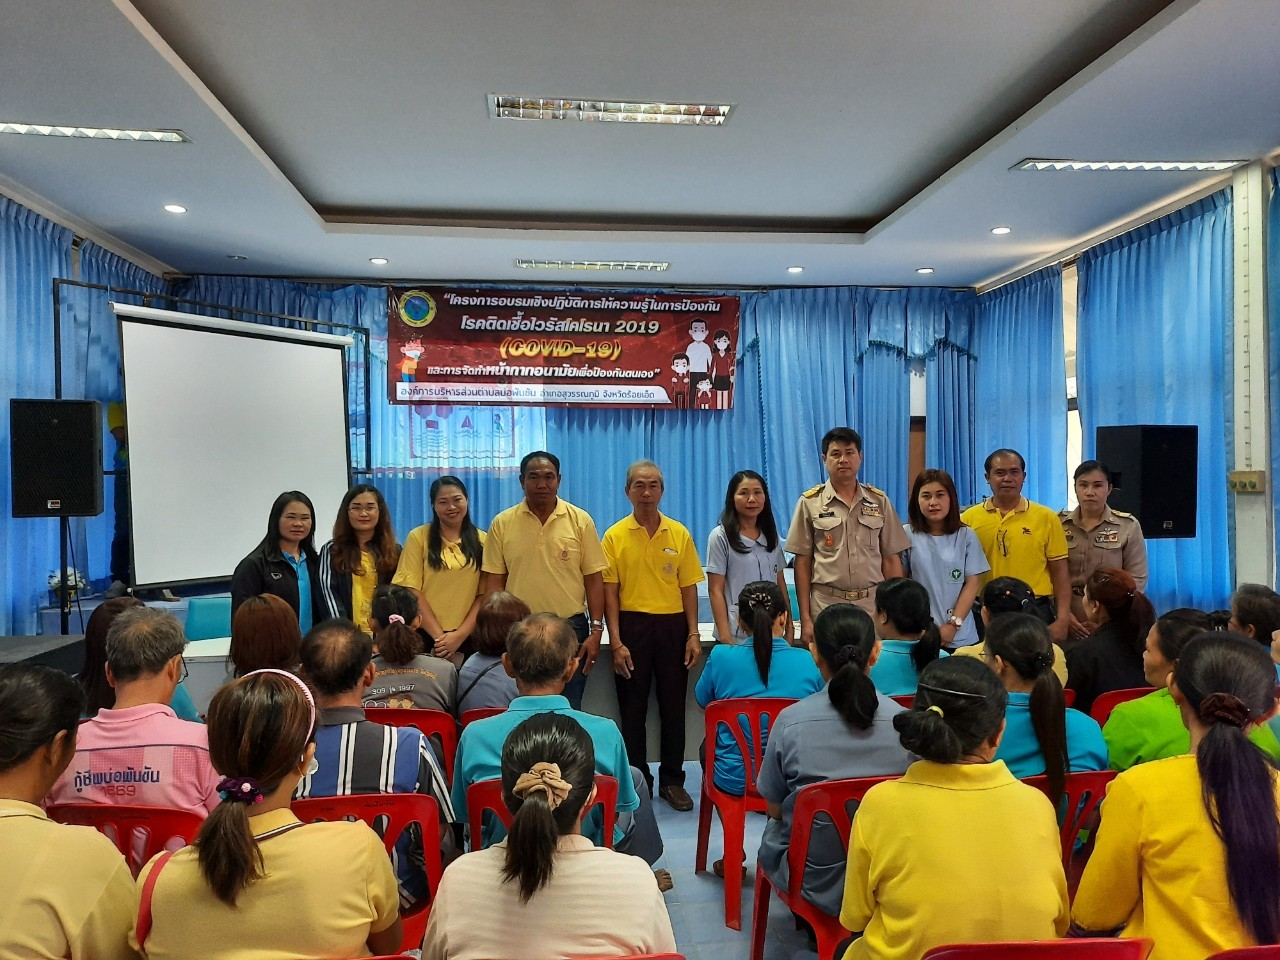 “โครงการอบรมเชิงปฏิบัติการให้ความรู้ในการป้องกัน
โรคติดเชื้อไวรัสโคโรนา 2019
(COVID-19)
และการจัดทำหน้ากากอนามัยเพื่อป้องกันตนเอง”
องค์การบริหารส่วนตำบลบ่อพันขัน อำเภอสุวรรณภูมิ จังหวัดร้อยเอ็ด
309 1997
กู้ชีพบ่อพันขัน
1669